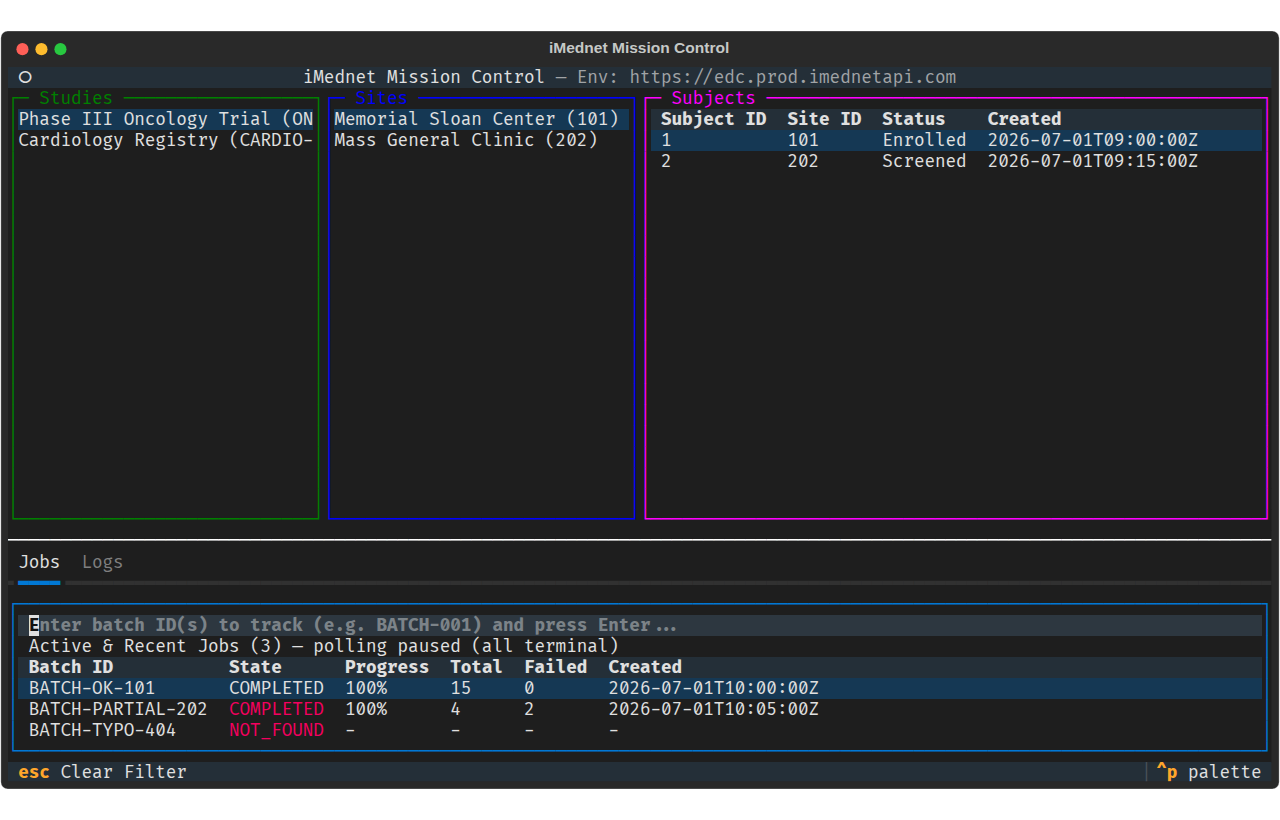 iMednet Mission Control
iMednet Mission Control — Env: https://edc.prod.imednetapi.com
Studies
Phase III Oncology Trial (ON
Cardiology Registry (CARDIO-
Sites
Memorial Sloan Center (101)
Mass General Clinic (202)
Subjects
Subject ID Site ID Status Created
1 101 Enrolled 2026-07-01T09:00:00Z
2 202 Screened 2026-07-01T09:15:00Z
Jobs Logs
Enter batch ID(s) to track (e.g. BATCH-001) and press Enter...
Active & Recent Jobs (3) — polling paused (all terminal)
Batch ID State Progress Total Failed Created
BATCH-OK-101 COMPLETED 100% 15 0 2026-07-01T10:00:00Z
BATCH-PARTIAL-202 COMPLETED 100% 4 2 2026-07-01T10:05:00Z
BATCH-TYPO-404 NOT_FOUND - - - -
esc Clear Filter ^p palette